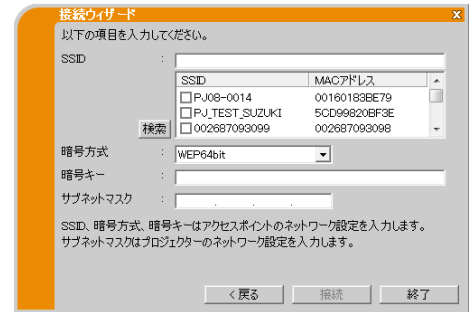 接続ウィザード
以下の項目を入力してください。
SSID :
SSID MACアドレス
PJ08-0014 00160183BE79
PJ_TEST_SUZUKI 5CD99820BF3E
検索 002687093099 002687093098
暗号方式 : WEP64bit
暗号キー :
サブネットマスク : . . .
SSID、暗号方式、暗号キーはアクセスポイントのネットワーク設定を入力します。
サブネットマスクはプロジェクターのネットワーク設定を入力します。
<戻る 接続 終了